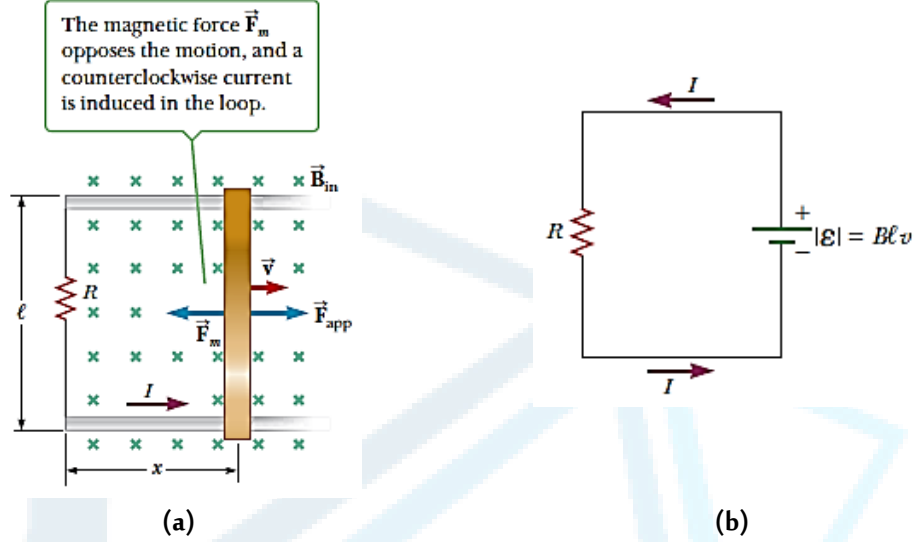 The magnetic force F⃗m
opposes the motion, and a
counterclockwise current
is induced in the loop.
B⃗in
R
ℓ
v⃗
F⃗m
F⃗app
I
x
(a)
I
R
+
|ε| = Bℓv
−
I
(b)